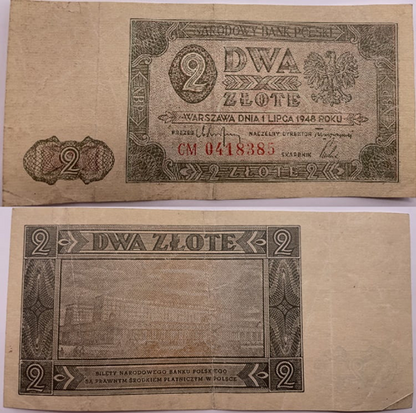 NARODOWY BANK POLSKI
2 DWA
ZŁOTE
WARSZAWA DNIA 1 LIPCA 1948 ROKU
PREZES NACZELNY DYREKTOR
CM 0418385
SKARBNIK
2
2 ZŁOTE 2
2 DWA ZŁOTE 2
BILETY NARODOWEGO BANKU POLSKIEGO
SĄ PRAWNYM ŚRODKIEM PŁATNICZYM W POLSCE
2 2